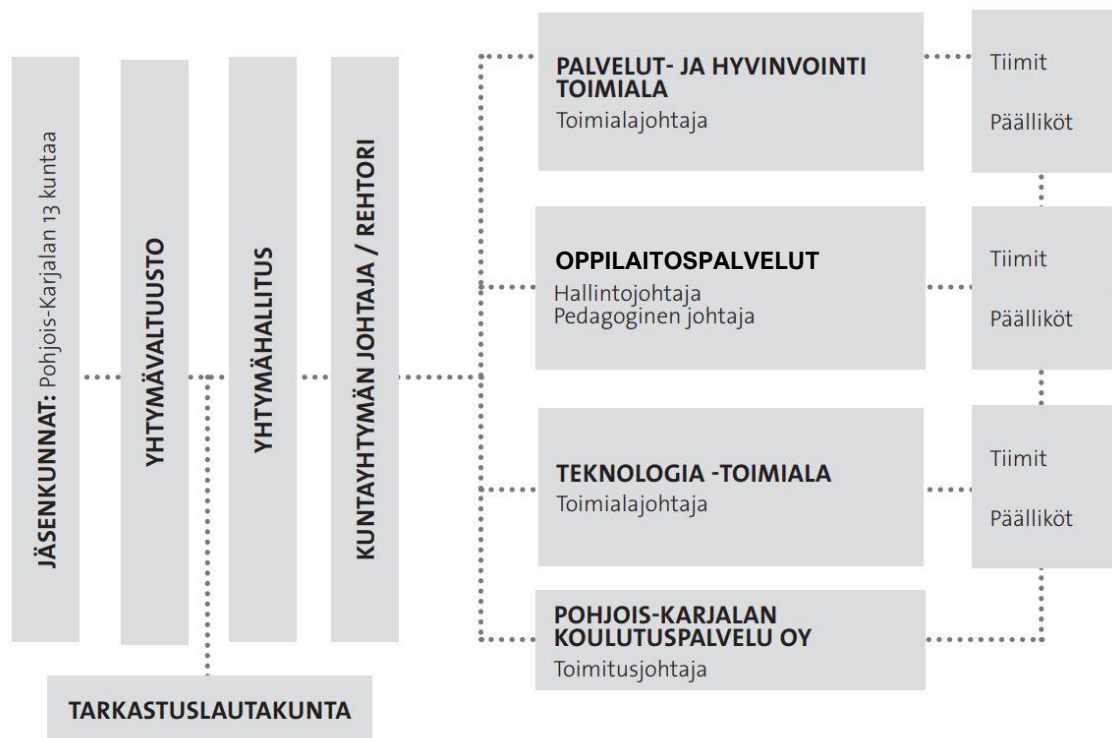 JÄSENKUNNAT: Pohjois-Karjalan 13 kuntaa
YHTYMÄVALTUUSTO
YHTYMÄHALLITUS
KUNTAYHTYMÄN JOHTAJA / REHTORI
TARKASTUSLAUTAKUNTA
PALVELUT- JA HYVINVOINTI
TOIMIALA
Toimialajohtaja
Tiimit
Päälliköt
OPPILAITOSPALVELUT
Hallintojohtaja
Pedagoginen johtaja
Tiimit
Päälliköt
TEKNOLOGIA -TOIMIALA
Toimialajohtaja
Tiimit
Päälliköt
POHJOIS-KARJALAN
KOULUTUSPALVELU OY
Toimitusjohtaja